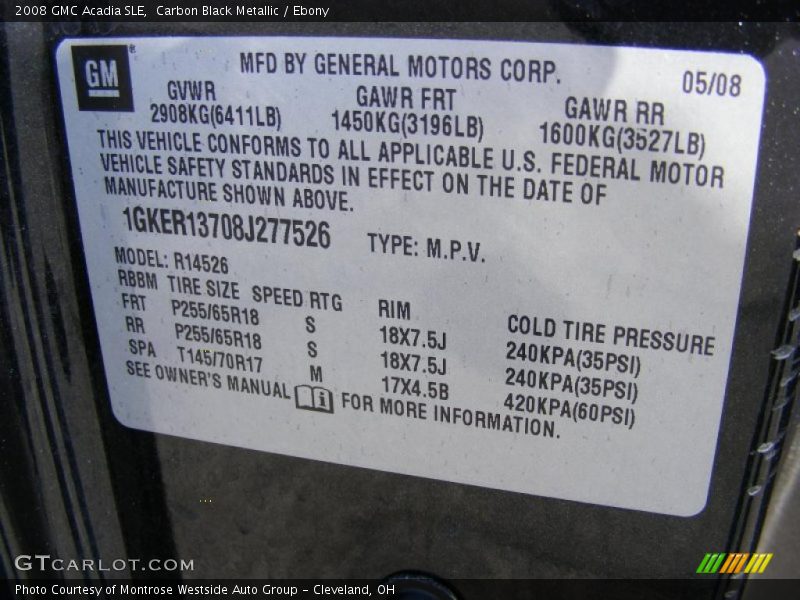 2008 GMC Acadia SLE,  Carbon Black Metallic / Ebony
GM ®
MFD BY GENERAL MOTORS CORP.
05/08
GVWR GAWR FRT GAWR RR
2908KG(6411LB) 1450KG(3196LB) 1600KG(3527LB)
THIS VEHICLE CONFORMS TO ALL APPLICABLE U.S. FEDERAL MOTOR
VEHICLE SAFETY STANDARDS IN EFFECT ON THE DATE OF
MANUFACTURE SHOWN ABOVE.
1GKER13708J277526 TYPE: M.P.V.
MODEL: R14526
RBBM TIRE SIZE SPEED RTG RIM COLD TIRE PRESSURE
FRT P255/65R18 S 18X7.5J 240KPA(35PSI)
RR P255/65R18 S 18X7.5J 240KPA(35PSI)
SPA T145/70R17 M 17X4.5B 420KPA(60PSI)
SEE OWNER'S MANUAL i FOR MORE INFORMATION.
GTCARLOT.COM
Photo Courtesy of Montrose Westside Auto Group - Cleveland, OH